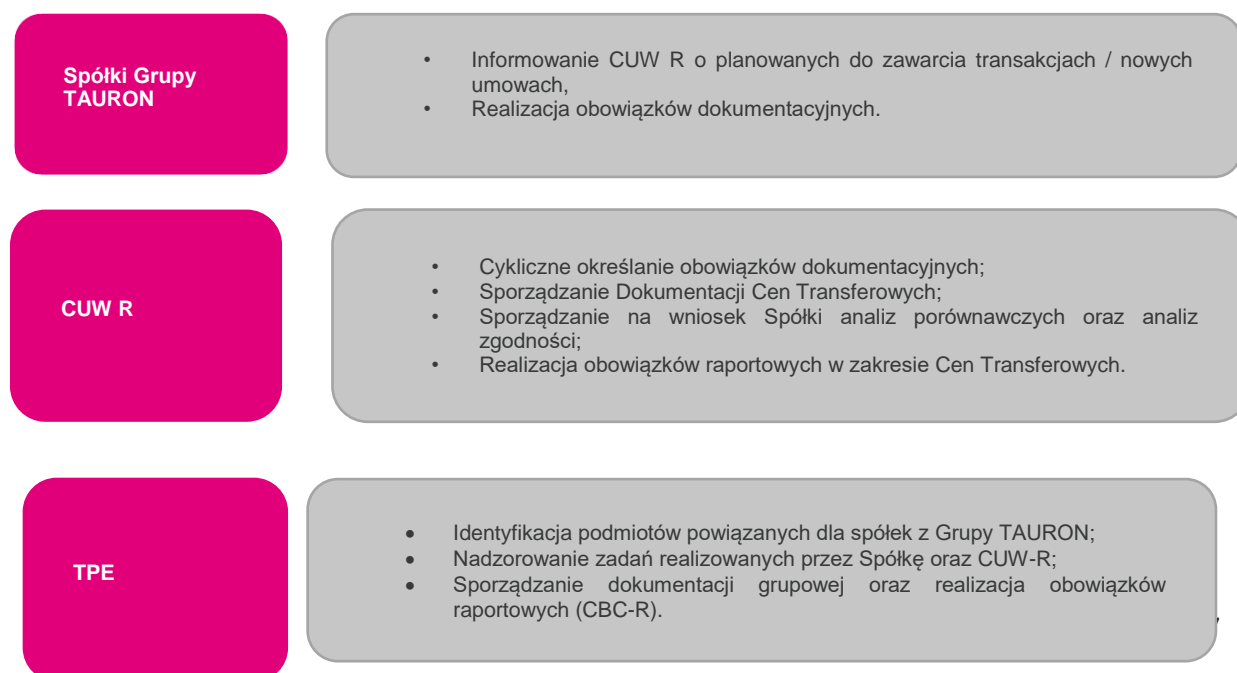 Spółki Grupy
TAURON
• Informowanie CUW R o planowanych do zawarcia transakcjach / nowych
umowach,
• Realizacja obowiązków dokumentacyjnych.
CUW R
• Cykliczne określanie obowiązków dokumentacyjnych;
• Sporządzanie Dokumentacji Cen Transferowych;
• Sporządzanie na wniosek Spółki analiz porównawczych oraz analiz
zgodności;
• Realizacja obowiązków raportowych w zakresie Cen Transferowych.
TPE
• Identyfikacja podmiotów powiązanych dla spółek z Grupy TAURON;
• Nadzorowanie zadań realizowanych przez Spółkę oraz CUW-R;
• Sporządzanie dokumentacji grupowej oraz realizacja obowiązków
raportowych (CBC-R).